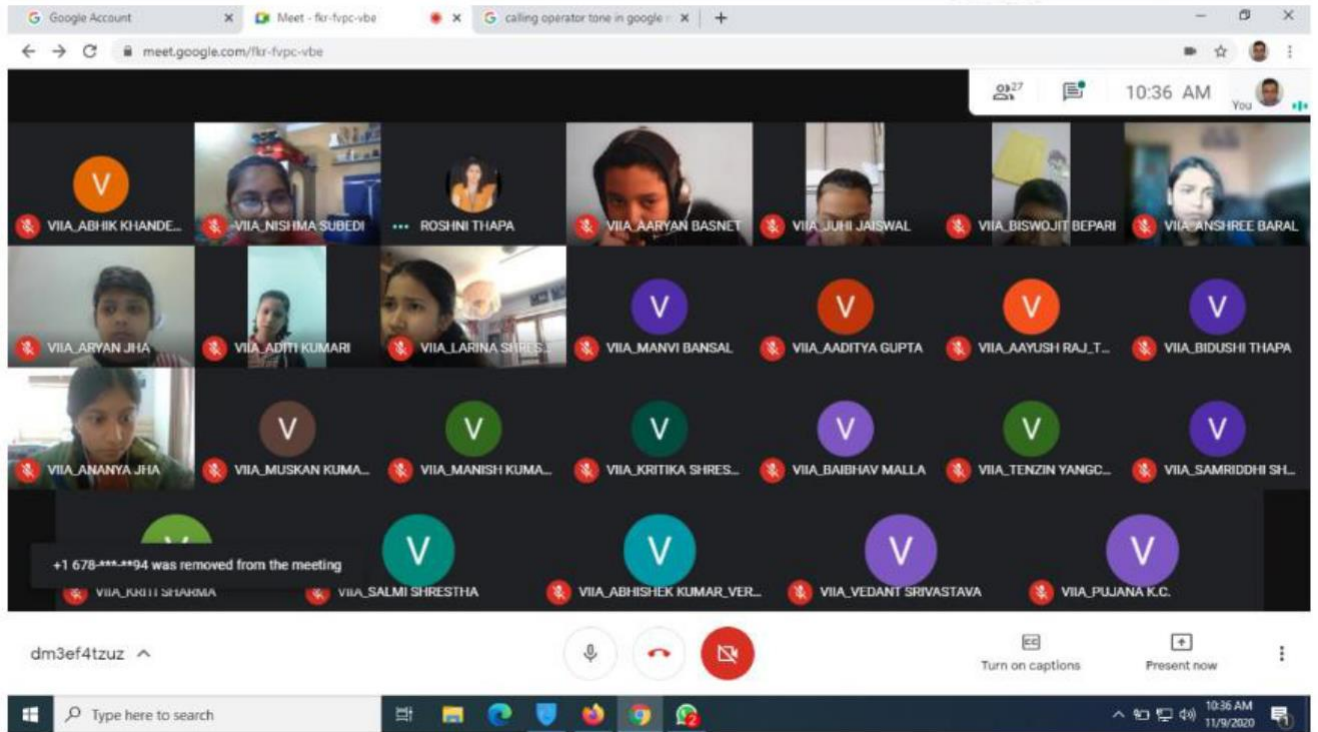 Google Account
Meet - fkr-fvpc-vbe
calling operator tone in google
meet.google.com/fkr-fvpc-vbe
27
10:36 AM
You
V
VIIA_ABHIK KHANDE...
VIIA_NISHMA SUBEDI
ROSHNI THAPA
VIIA_AARYAN BASNET
VIIA_JUHI JAISWAL
VIIA_BISWOJIT BEPARI
VIIA_ANSHREE BARAL
VIIA_ARYAN JHA
VIIA_ADITI KUMARI
VIIA_LARINA SHRES...
V
VIIA_MANVI BANSAL
V
VIIA_AADITYA GUPTA
V
VIIA_AAYUSH RAJ_T...
V
VIIA_BIDUSHI THAPA
VIIA_ANANYA JHA
V
VIIA_MUSKAN KUMA...
V
VIIA_MANISH KUMA...
V
VIIA_KRITIKA SHRES...
V
VIIA_BAIBHAV MALLA
V
VIIA_TENZIN YANGC...
V
VIIA_SAMRIDDHI SH...
V
+1 678-***-**94 was removed from the meeting
VIIA_KRITI SHARMA
V
VIIA_SALMI SHRESTHA
V
VIIA_ABHISHEK KUMAR_VER...
V
VIIA_VEDANT SRIVASTAVA
V
VIIA_PUJANA K.C.
dm3ef4tzuz
CC
Turn on captions
Present now
Type here to search
2
10:36 AM
11/9/2020
1